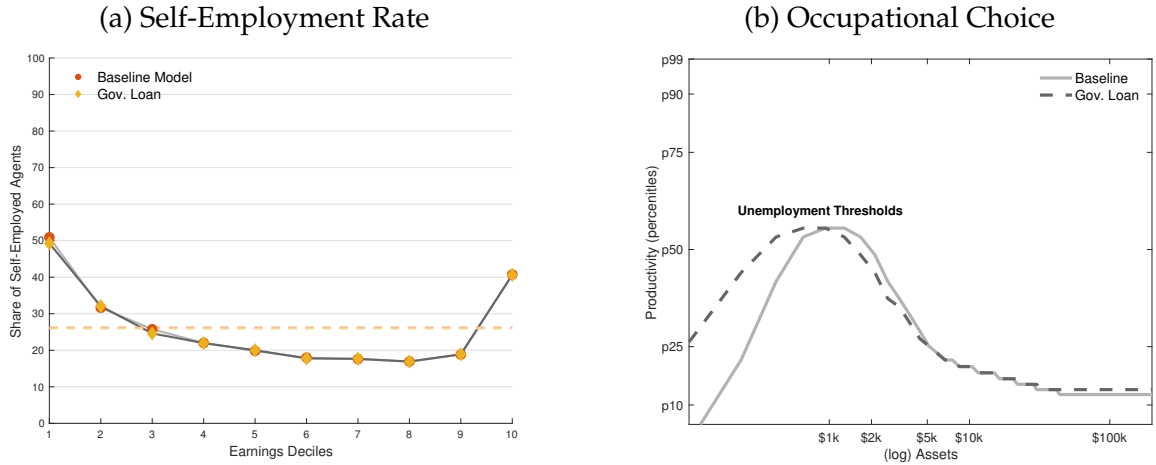 (a) Self-Employment Rate
Share of Self-Employed Agents
100
90
80
70
60
50
40
30
20
10
0
Baseline Model
Gov. Loan
1 2 3 4 5 6 7 8 9 10
Earnings Deciles
(b) Occupational Choice
Productivity (percenitles)
p99
p90
p75
p50
p25
p10
Baseline
Gov. Loan
Unemployment Thresholds
$1k $2k $5k $10k $100k
(log) Assets